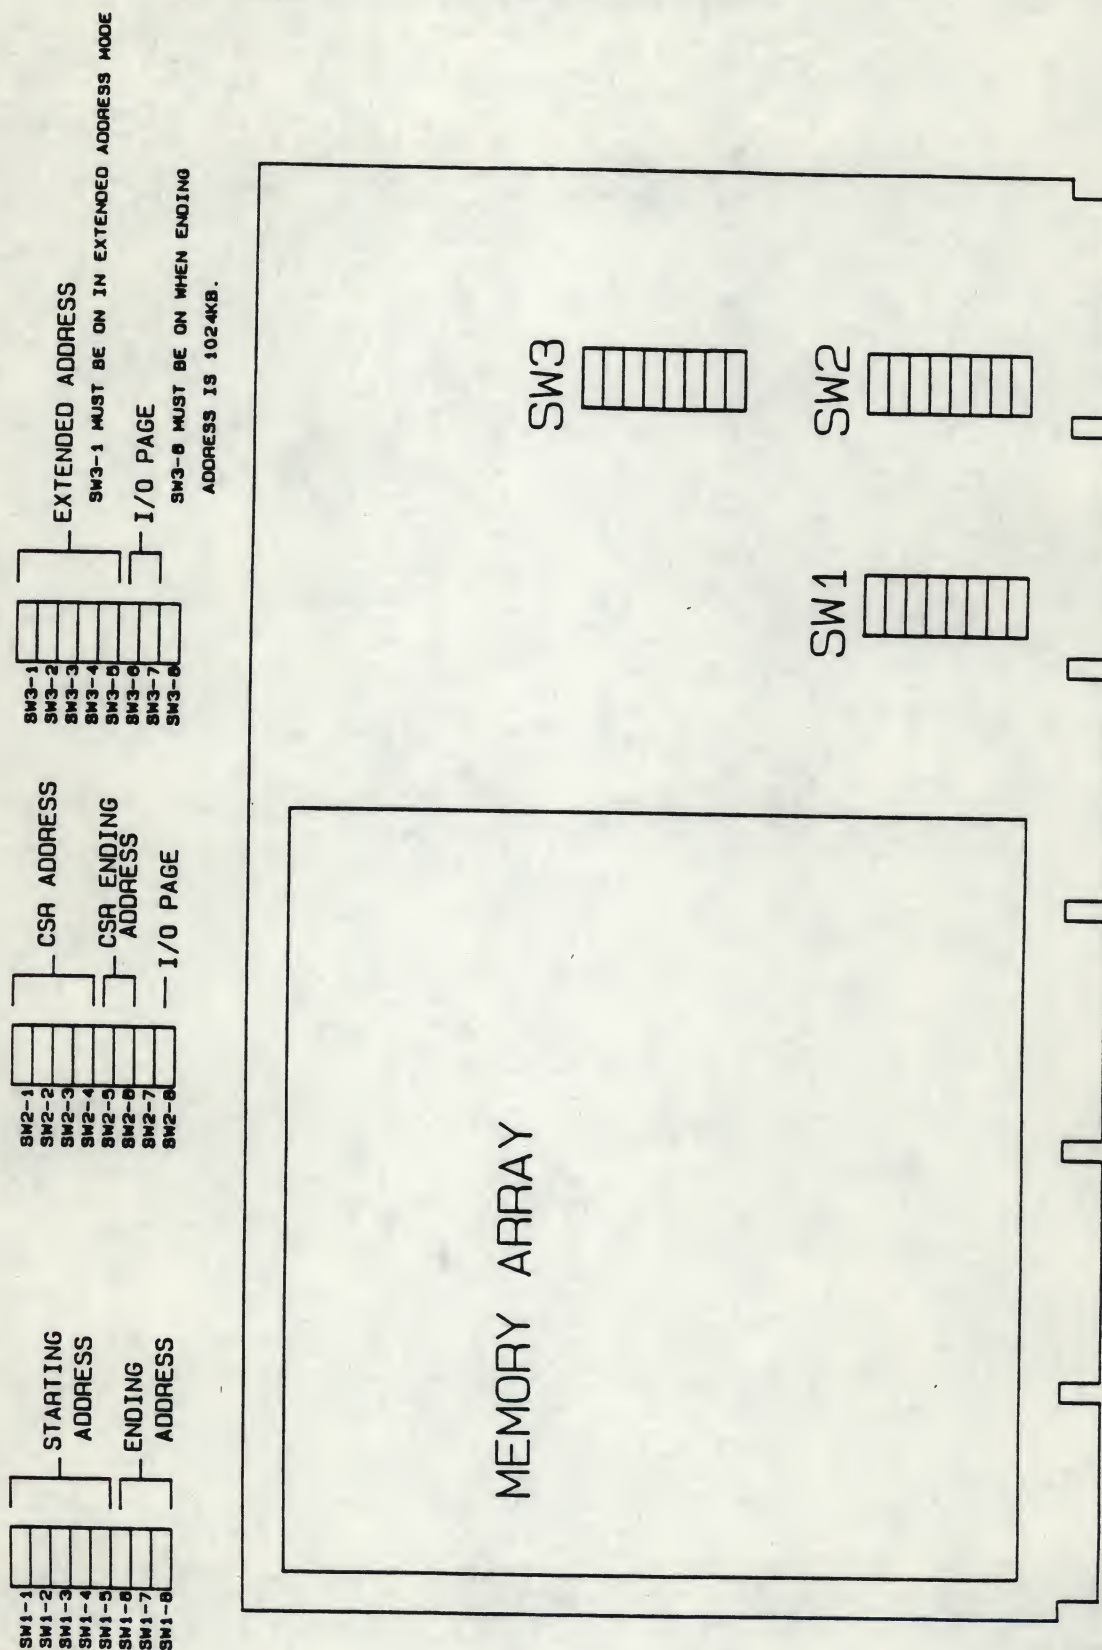 SW1-1
SW1-2
SW1-3
SW1-4
SW1-5
SW1-6
SW1-7
SW1-8
STARTING
ADDRESS
ENDING
ADDRESS
SW2-1
SW2-2
SW2-3
SW2-4
SW2-5
SW2-6
SW2-7
SW2-8
CSR ADDRESS
CSR ENDING
ADDRESS
I/O PAGE
SW3-1
SW3-2
SW3-3
SW3-4
SW3-5
SW3-6
SW3-7
SW3-8
EXTENDED ADDRESS
SW3-1 MUST BE ON IN EXTENDED ADDRESS MODE
I/O PAGE
SW3-8 MUST BE ON WHEN ENDING
ADDRESS IS 1024KB.
MEMORY ARRAY
SW3
SW1
SW2